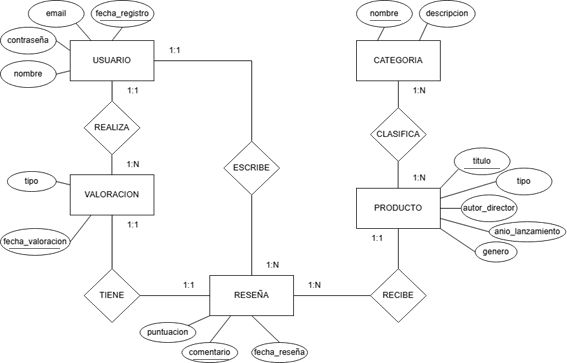 email
fecha_registro
nombre
descripcion
contraseña
USUARIO
1:1
CATEGORIA
nombre
1:1
1:N
REALIZA
CLASIFICA
titulo
1:N
ESCRIBE
1:N
tipo
tipo
VALORACION
PRODUCTO
autor_director
1:1
anio_lanzamiento
fecha_valoracion
1:1
genero
1:N
TIENE
1:1
RESEÑA
1:N
RECIBE
puntuacion
comentario
fecha_reseña